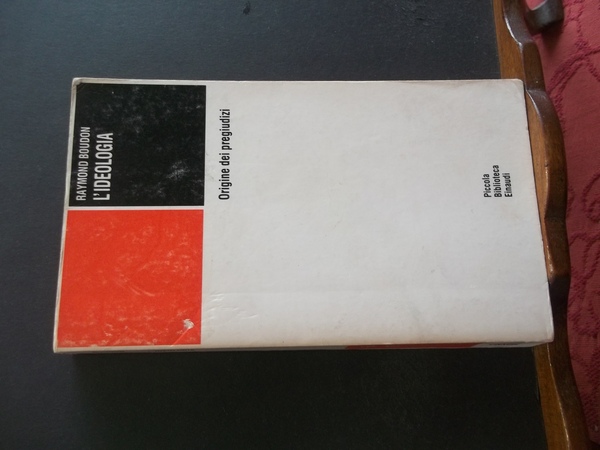 RAYMOND BOUDON
L'IDEOLOGIA
Origine dei pregiudizi
Piccola
Biblioteca
Einaudi